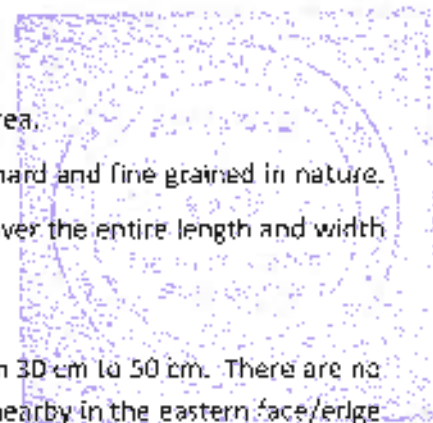 rea.
hard and fine grained in nature.
ver the entire length and width
30 cm to 50 cm. There are no
nearby in the eastern face/edge